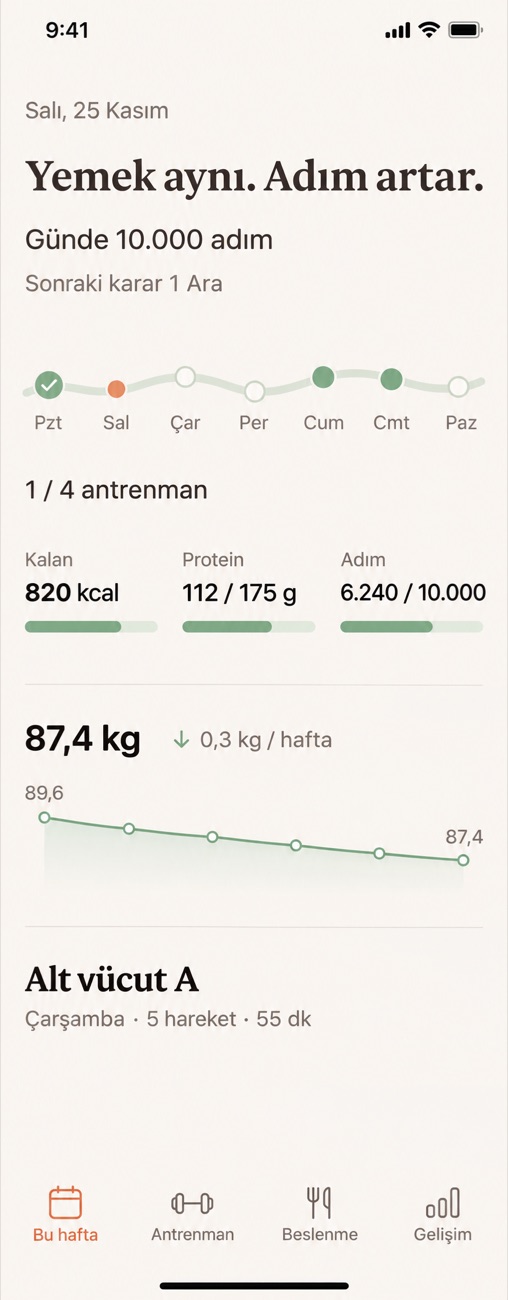 9:41
Salı, 25 Kasım
Yemek aynı. Adım artar.
Günde 10.000 adım
Sonraki karar 1 Ara
Pzt Sal Çar Per Cum Cmt Paz
1 / 4 antrenman
Kalan Protein Adım
820 kcal 112 / 175 g 6.240 / 10.000
87,4 kg ↓ 0,3 kg / hafta
89,6
87,4
Alt vücut A
Çarşamba · 5 hareket · 55 dk
Bu hafta Antrenman Beslenme Gelişim